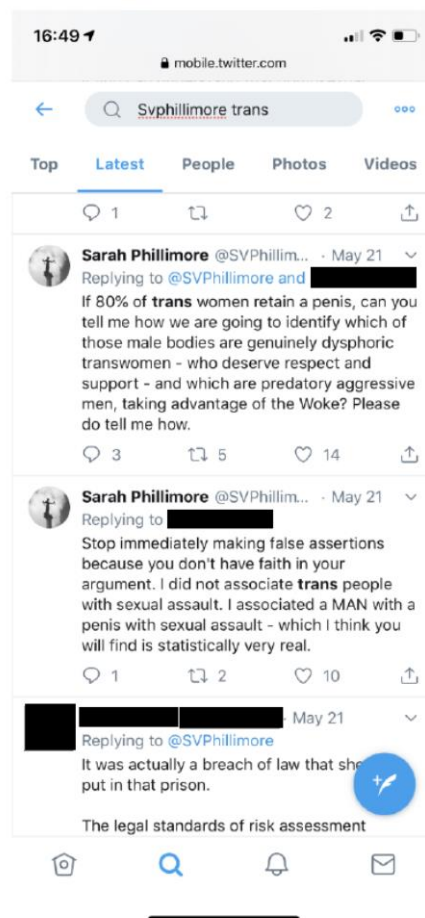 16:49
mobile.twitter.com
Svphillimore trans
Top Latest People Photos Videos
1 2
Sarah Phillimore @SVPhillim... · May 21
Replying to @SVPhillimore and
If 80% of trans women retain a penis, can you
tell me how we are going to identify which of
those male bodies are genuinely dysphoric
transwomen - who deserve respect and
support - and which are predatory aggressive
men, taking advantage of the Woke? Please
do tell me how.
3 5 14
Sarah Phillimore @SVPhillim... · May 21
Replying to
Stop immediately making false assertions
because you don't have faith in your
argument. I did not associate trans people
with sexual assault. I associated a MAN with a
penis with sexual assault - which I think you
will find is statistically very real.
1 2 10
· May 21
Replying to @SVPhillimore
It was actually a breach of law that she
put in that prison.
The legal standards of risk assessment